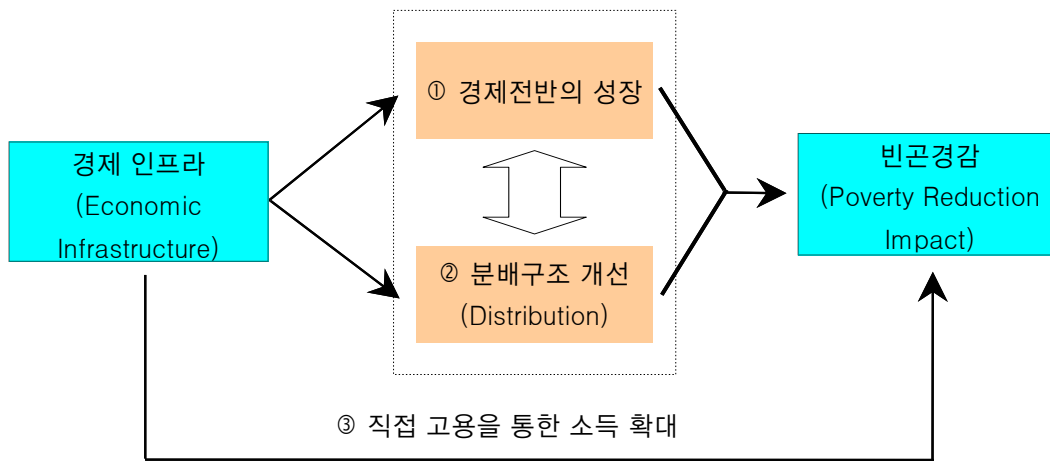 ① 경제전반의 성장
경제 인프라
(Economic
Infrastructure)
빈곤경감
(Poverty Reduction
Impact)
② 분배구조 개선
(Distribution)
③ 직접 고용을 통한 소득 확대